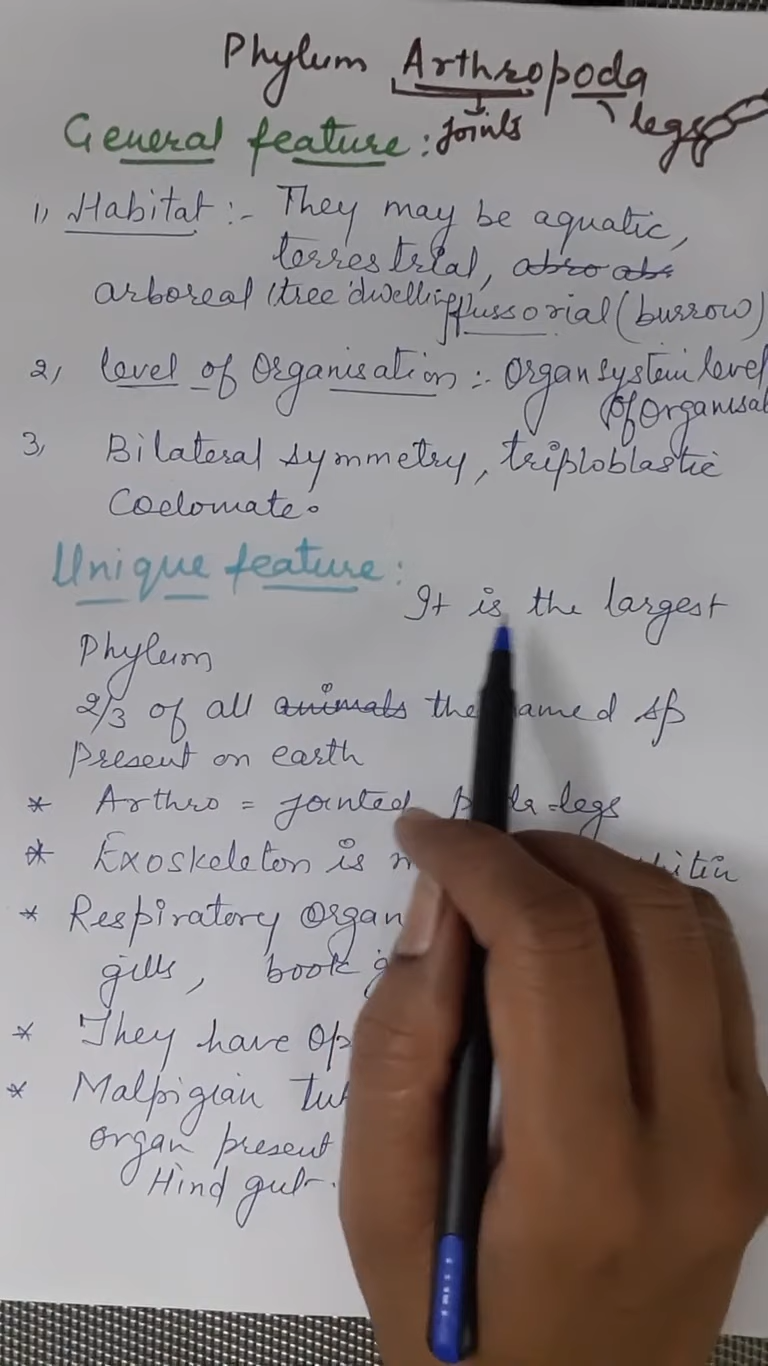 Phylum Arthropoda
joints legs
General feature:
1) Habitat :- They may be aquatic,
terrestrial,
arboreal (tree dwelling
fussorial (burrow)
2) level of Organisation :- Organ system level
of Organisa
3, Bilateral symmetry, triploblastic
Coelomate.
Unique feature:
It is the largest
Phylum
2/3 of all animals the named sp
Present on earth
* Arthro = jointed legs
* Exoskeleton is
* Respiratory Organ
gills, book
* They have
* Malpigian
organ present
Hind gut.